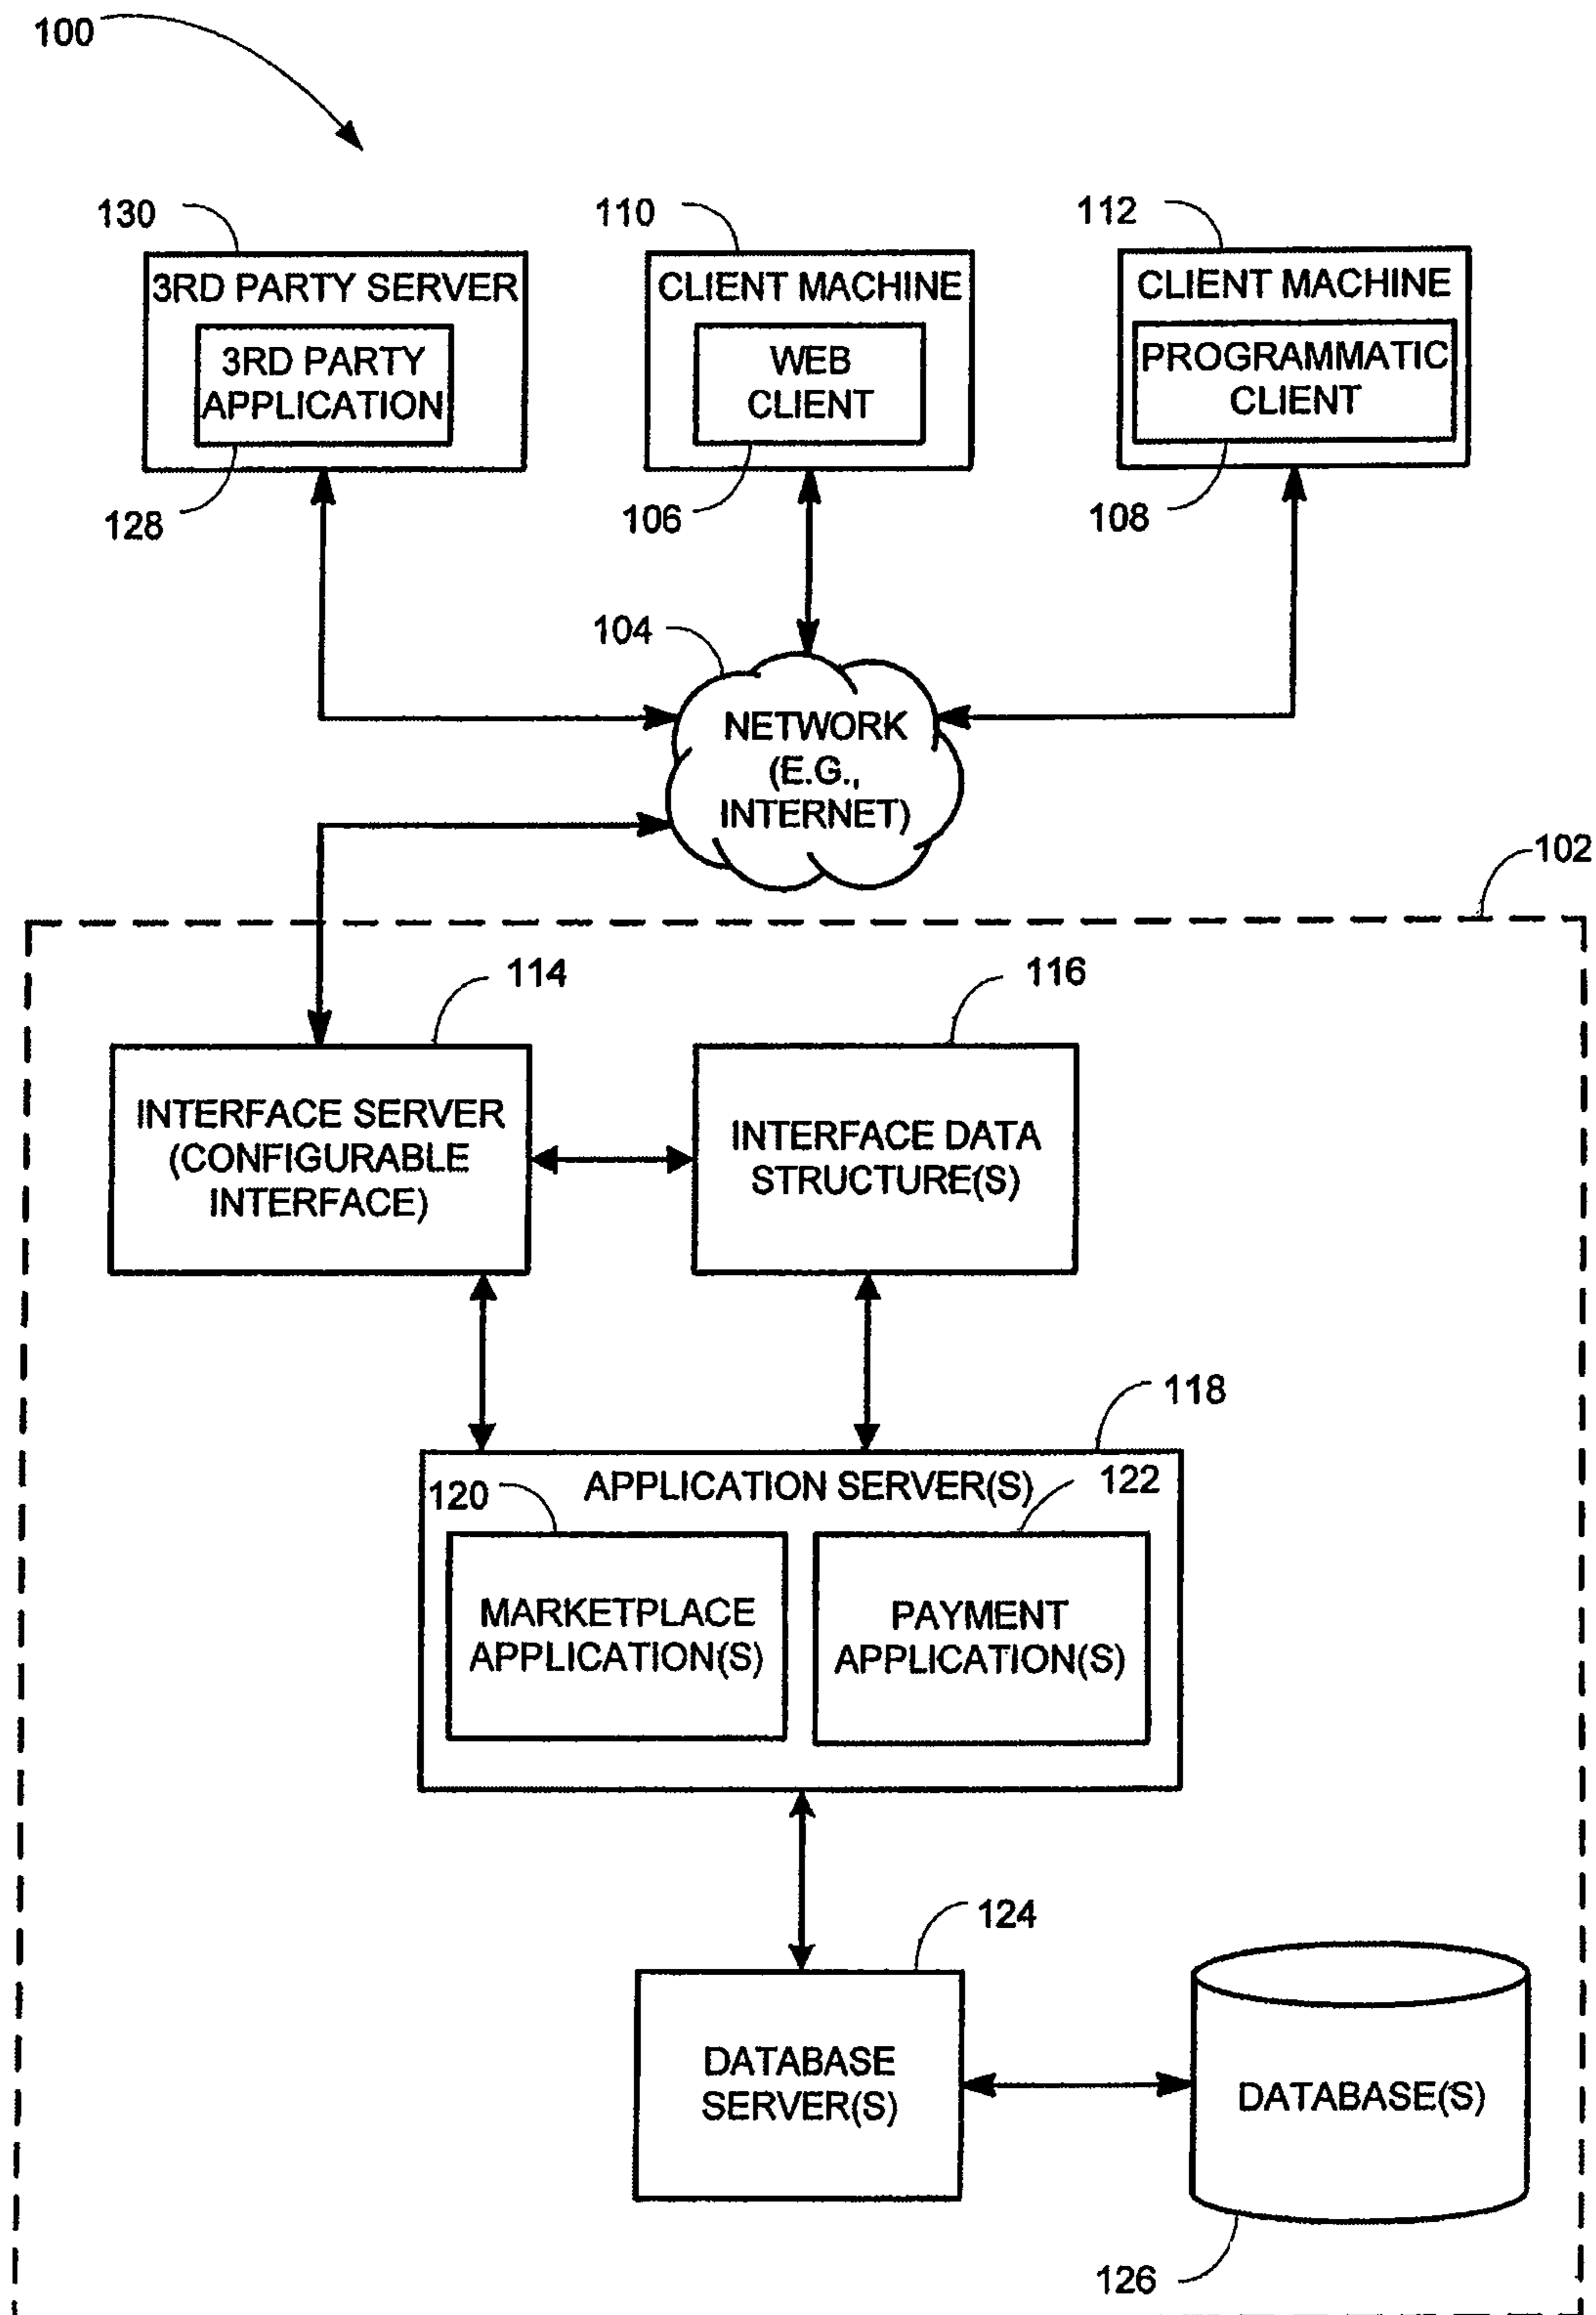 100
130
110
112
3RD PARTY SERVER
3RD PARTY
APPLICATION
CLIENT MACHINE
WEB
CLIENT
CLIENT MACHINE
PROGRAMMATIC
CLIENT
128
106
108
104
NETWORK
(E.G.,
INTERNET)
102
114
116
INTERFACE SERVER
(CONFIGURABLE
INTERFACE)
INTERFACE DATA
STRUCTURE(S)
118
120
APPLICATION SERVER(S)
122
MARKETPLACE
APPLICATION(S)
PAYMENT
APPLICATION(S)
124
DATABASE
SERVER(S)
DATABASE(S)
126